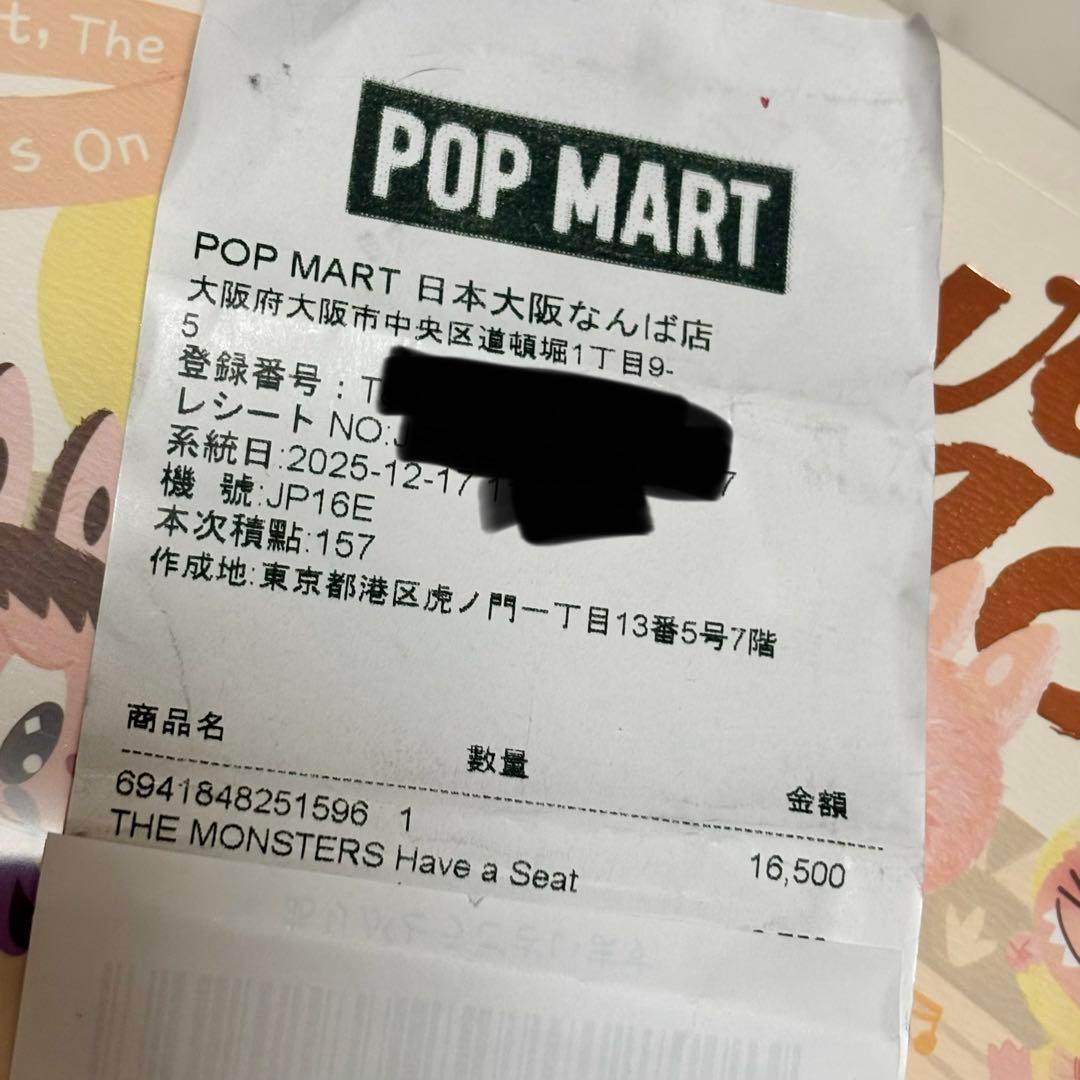 t, The
s On
POP MART
POP MART 日本大阪なんば店
大阪府大阪市中央区道頓堀1丁目9-
5
登録番号：T
レシート NO:J
系統日:2025-12-17 1
7
機 號:JP16E
本次積點:157
作成地:東京都港区虎ノ門一丁目13番5号7階
商品名 數量 金額
6941848251596 1
THE MONSTERS Have a Seat 16,500